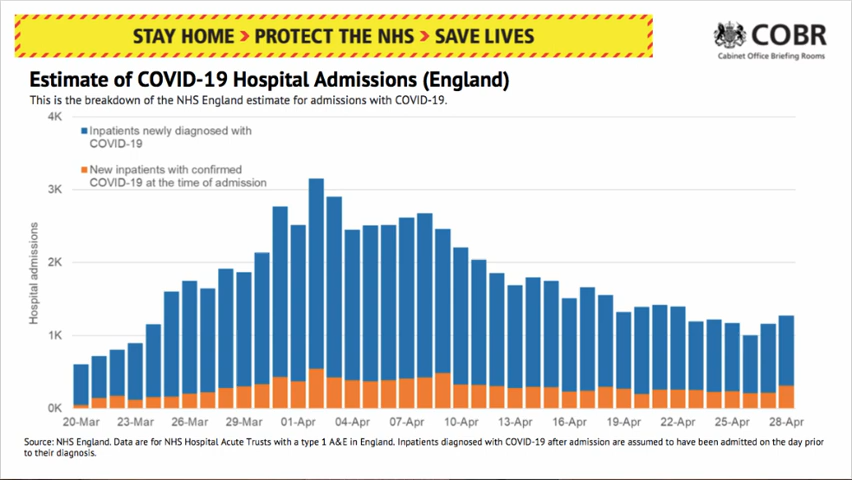 STAY HOME > PROTECT THE NHS > SAVE LIVES
COBR
Cabinet Office Briefing Rooms
Estimate of COVID-19 Hospital Admissions (England)
This is the breakdown of the NHS England estimate for admissions with COVID-19.
4K
3K
2K
1K
0K
Hospital admissions
Inpatients newly diagnosed with
COVID-19
New inpatients with confirmed
COVID-19 at the time of admission
20-Mar 23-Mar 26-Mar 29-Mar 01-Apr 04-Apr 07-Apr 10-Apr 13-Apr 16-Apr 19-Apr 22-Apr 25-Apr 28-Apr
Source: NHS England. Data are for NHS Hospital Acute Trusts with a type 1 A&E in England. Inpatients diagnosed with COVID-19 after admission are assumed to have been admitted on the day prior
to their diagnosis.